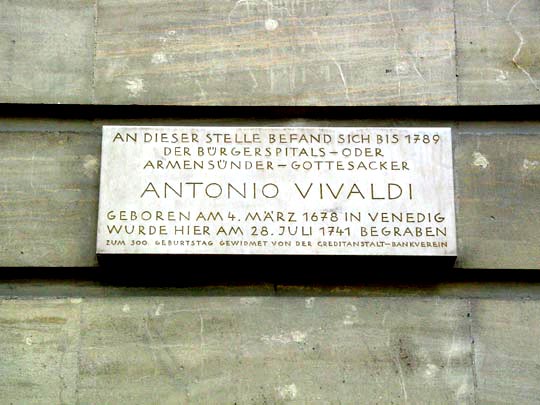 AN DIESER STELLE BEFAND SICH BIS 1789
DER BÜRGERSPITALS-ODER
ARMENSÜNDER-GOTTESACKER
ANTONIO VIVALDI
GEBOREN AM 4. MÄRZ 1678 IN VENEDIG
WURDE HIER AM 28. JULI 1741 BEGRABEN
ZUM 300. GEBURTSTAG GEWIDMET VON DER CREDITANSTALT-BANKVEREIN